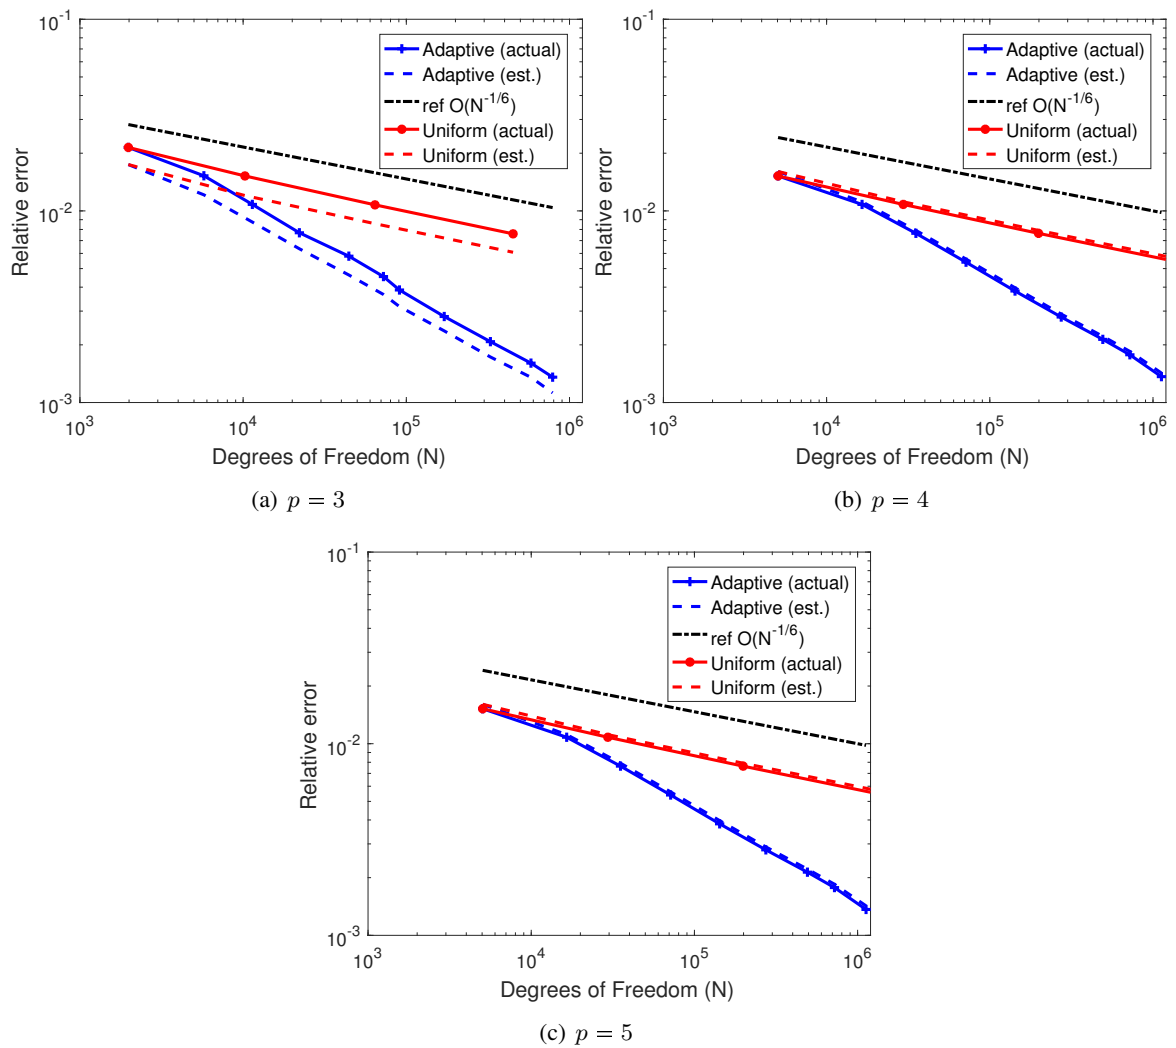 10^-1
Adaptive (actual)
Adaptive (est.)
ref O(N^-1/6)
Uniform (actual)
Uniform (est.)
10^-2
Relative error
10^-3
10^3 10^4 10^5 10^6
Degrees of Freedom (N)
(a) p = 3
10^-1
Adaptive (actual)
Adaptive (est.)
ref O(N^-1/6)
Uniform (actual)
Uniform (est.)
10^-2
Relative error
10^-3
10^3 10^4 10^5 10^6
Degrees of Freedom (N)
(b) p = 4
10^-1
Adaptive (actual)
Adaptive (est.)
ref O(N^-1/6)
Uniform (actual)
Uniform (est.)
10^-2
Relative error
10^-3
10^3 10^4 10^5 10^6
Degrees of Freedom (N)
(c) p = 5